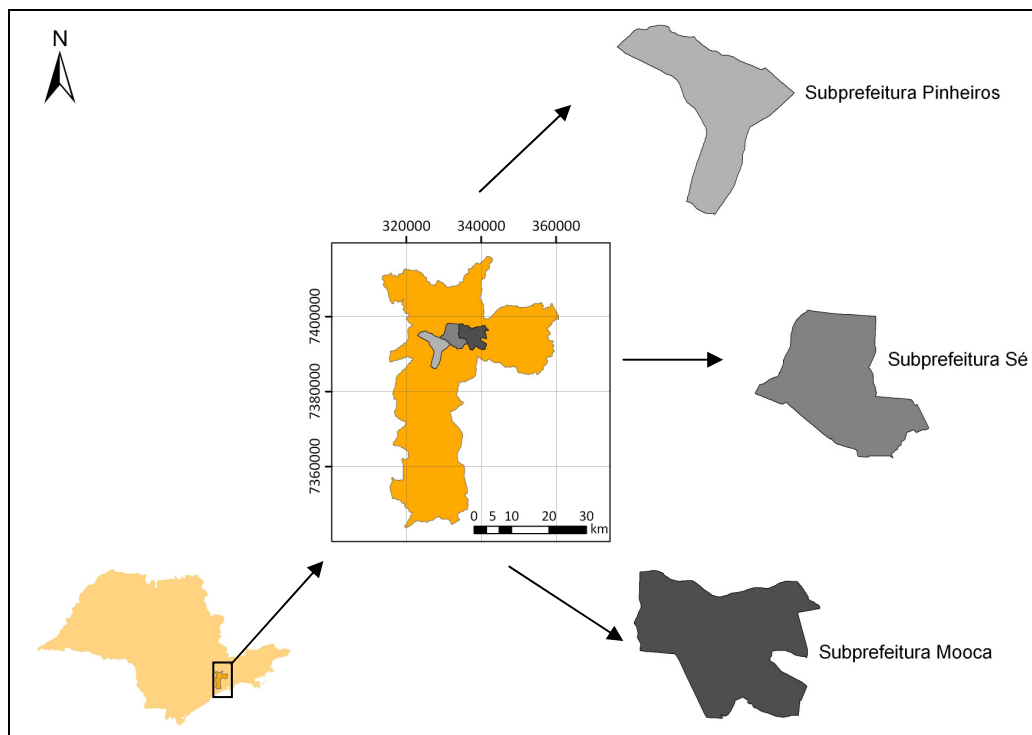 N
Subprefeitura Pinheiros
320000 340000 360000
7400000
7380000
7360000
0 5 10 20 30
km
Subprefeitura Sé
Subprefeitura Mooca